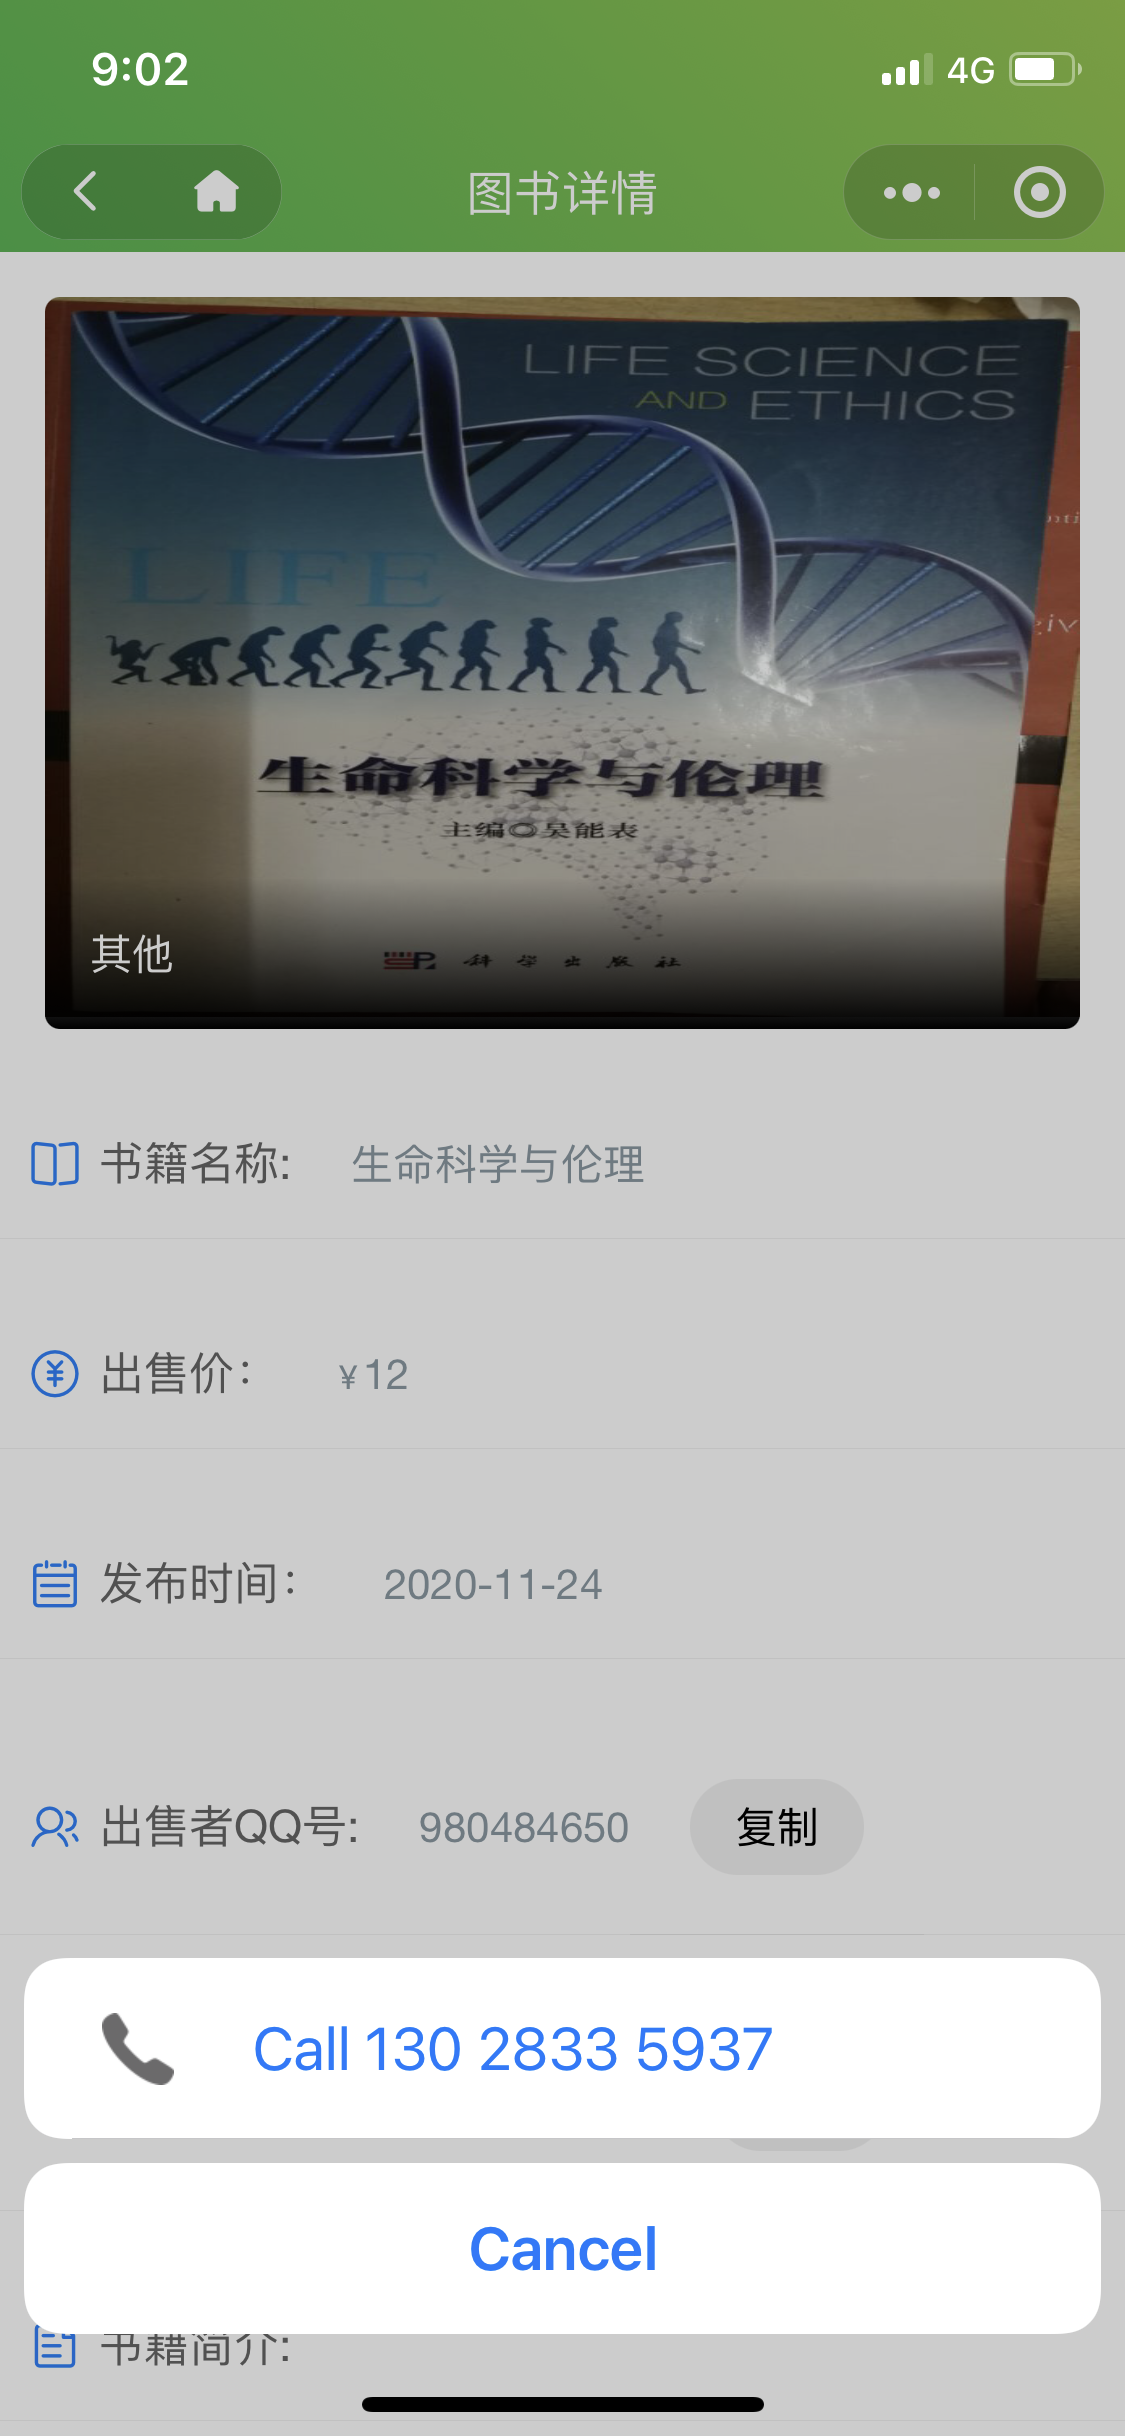 9:02
4G
图书详情
LIFE SCIENCE
AND ETHICS
LIFE
生命科学与伦理
主编◎吴能表
其他
科学出版社
书籍名称: 生命科学与伦理
出售价: ¥12
发布时间: 2020-11-24
出售者QQ号: 980484650 复制
Call 130 2833 5937
Cancel
书籍简介: